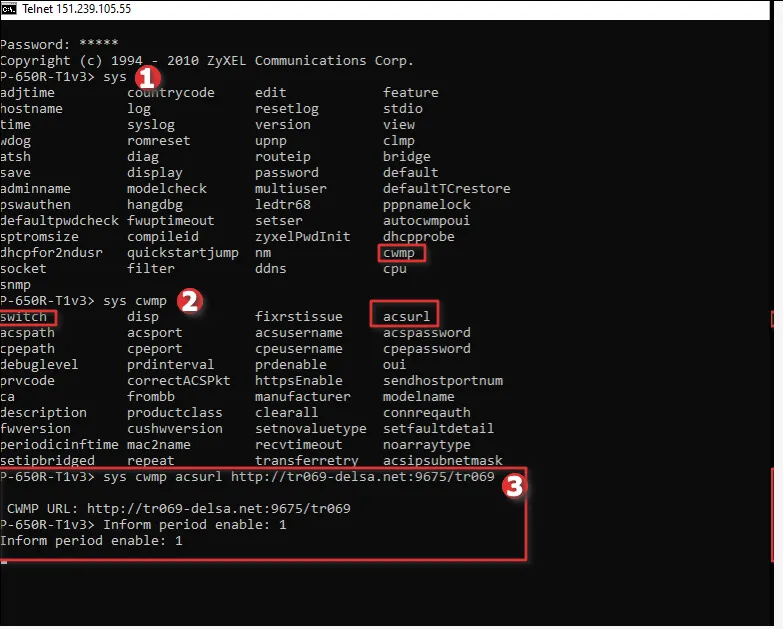 Telnet 151.239.105.55
Password: *****
Copyright (c) 1994 - 2010 ZyXEL Communications Corp.
P-650R-T1v3> sys 1
adjtime countrycode edit feature
hostname log resetlog stdio
time syslog version view
wdog romreset upnp clmp
atsh diag routeip bridge
save display password default
adminname modelcheck multiuser defaultTCrestore
pswauthen hangdbg ledtr68 pppnamelock
defaultpwdcheck fwuptimeout setser autocwmpoui
sptromsize compileid zyxelPwdInit dhcpprobe
dhcpfor2ndusr quickstartjump nm cwmp
socket filter ddns cpu
snmp
P-650R-T1v3> sys cwmp 2
switch disp fixrstissue acsurl
acspath acsport acsusername acspassword
cpepath cpeport cpeusername cpepassword
debuglevel prdinterval prdenable oui
prvcode correctACSPkt httpsEnable sendhostportnum
ca frombb manufacturer modelname
description productclass clearall connreqauth
fwversion cushwversion setnovaluetype setfaultdetail
periodicinftime mac2name recvtimeout noarraytype
setipbridged repeat transferretry acsipsubnetmask
P-650R-T1v3> sys cwmp acsurl http://tr069-delsa.net:9675/tr069 3
CWMP URL: http://tr069-delsa.net:9675/tr069
P-650R-T1v3> Inform period enable: 1
Inform period enable: 1